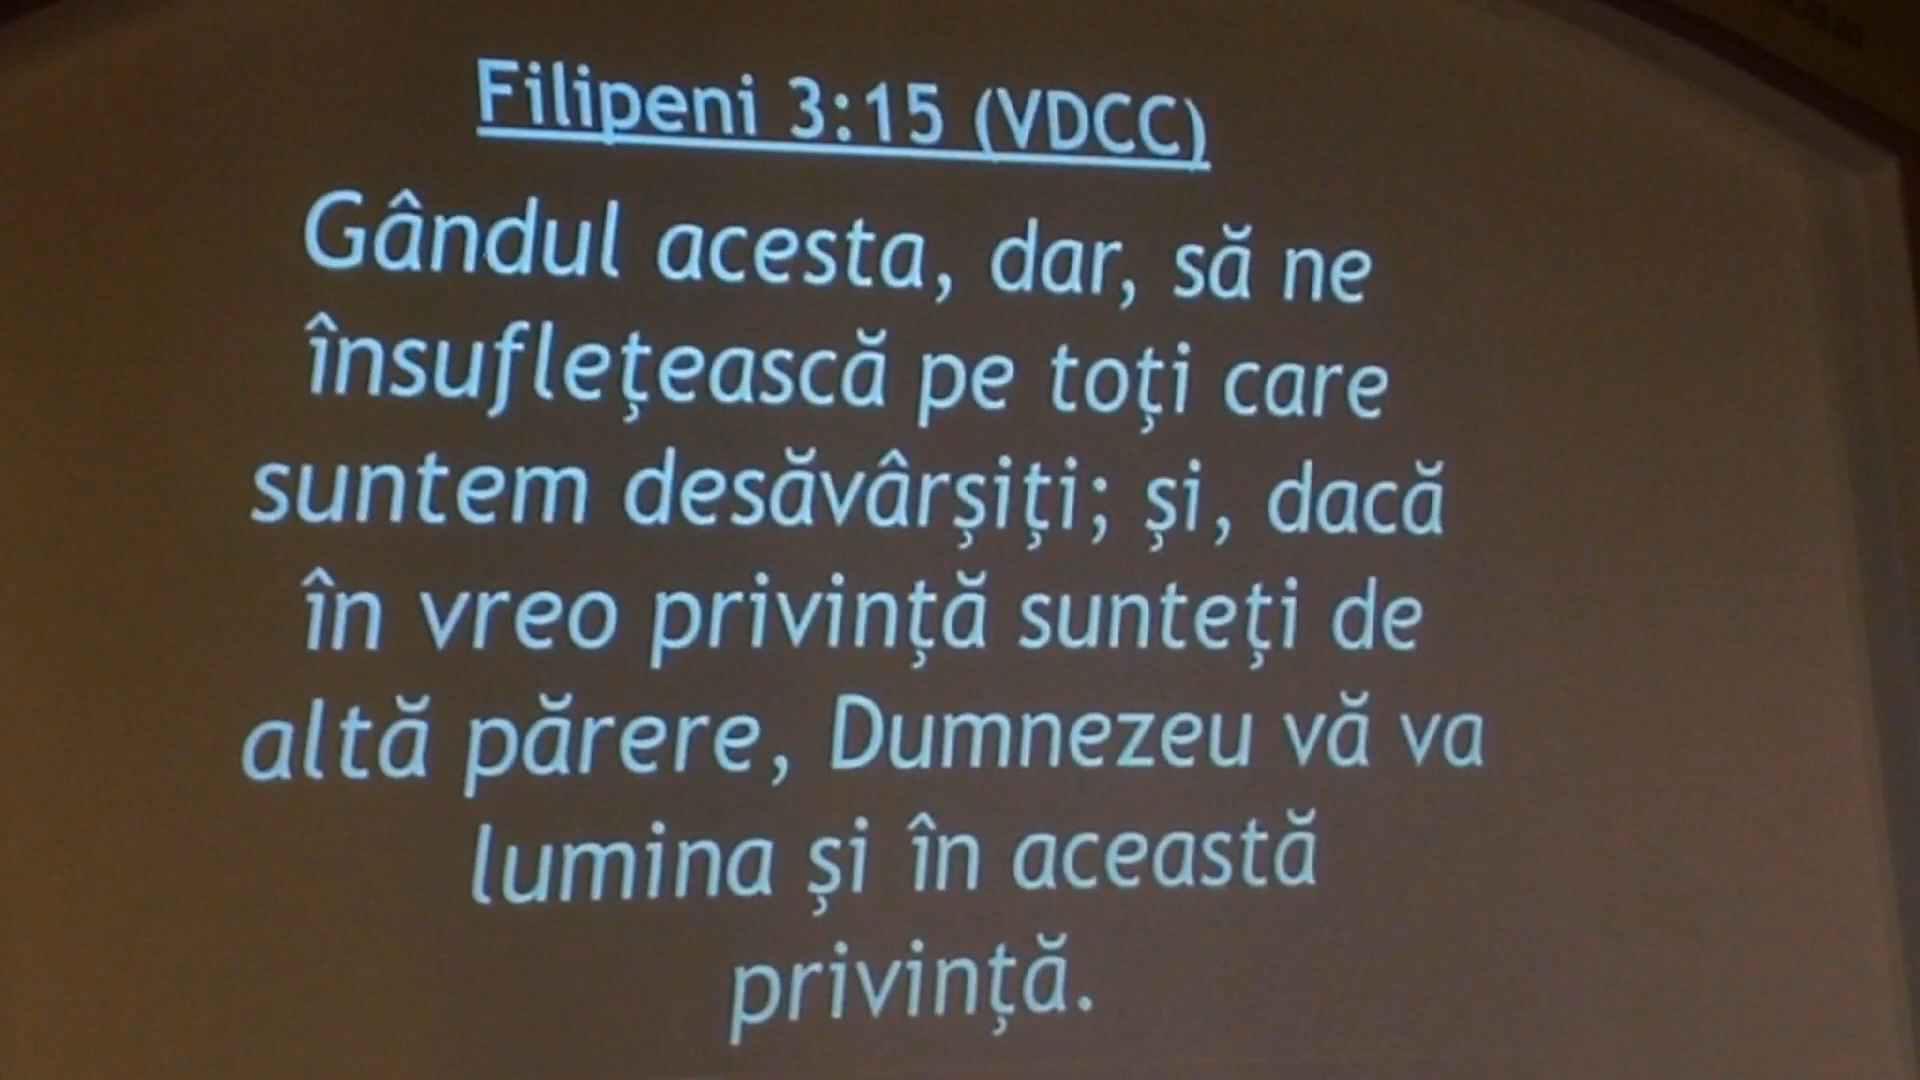 Filipeni 3:15 (VDCC)
Gândul acesta, dar, să ne
însuflețească pe toți care
suntem desăvârșiți; și, dacă
în vreo privință sunteți de
altă părere, Dumnezeu vă va
lumina și în această
privință.